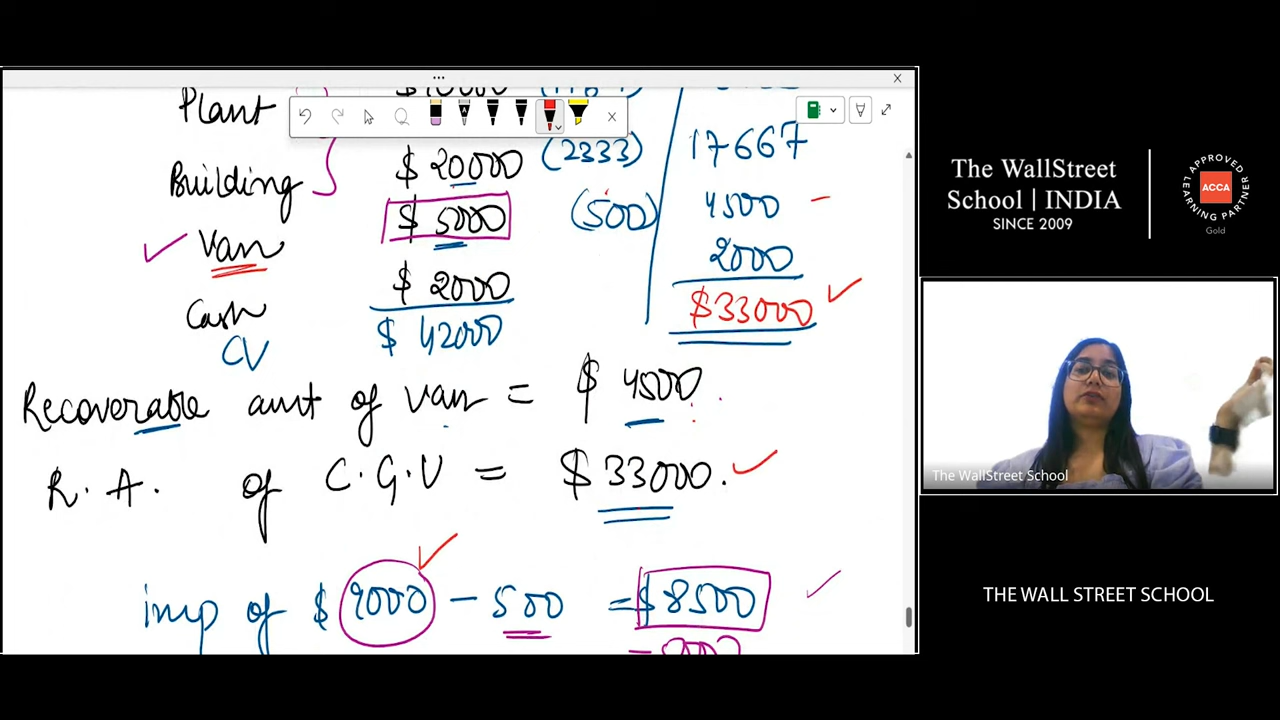 Plant $10000
Building $20000 (2333) 17667
Van $5000 (500) 4500
Cash $2000 2000
CV $42000 $33000
Recoverable amt of van = $4500
R.A. of C.G.U = $33000.
imp of $9000 - 500 = $8500
The WallStreet
School | INDIA
SINCE 2009
APPROVED
LEARNING PARTNER
ACCA
Gold
The WallStreet School
THE WALL STREET SCHOOL